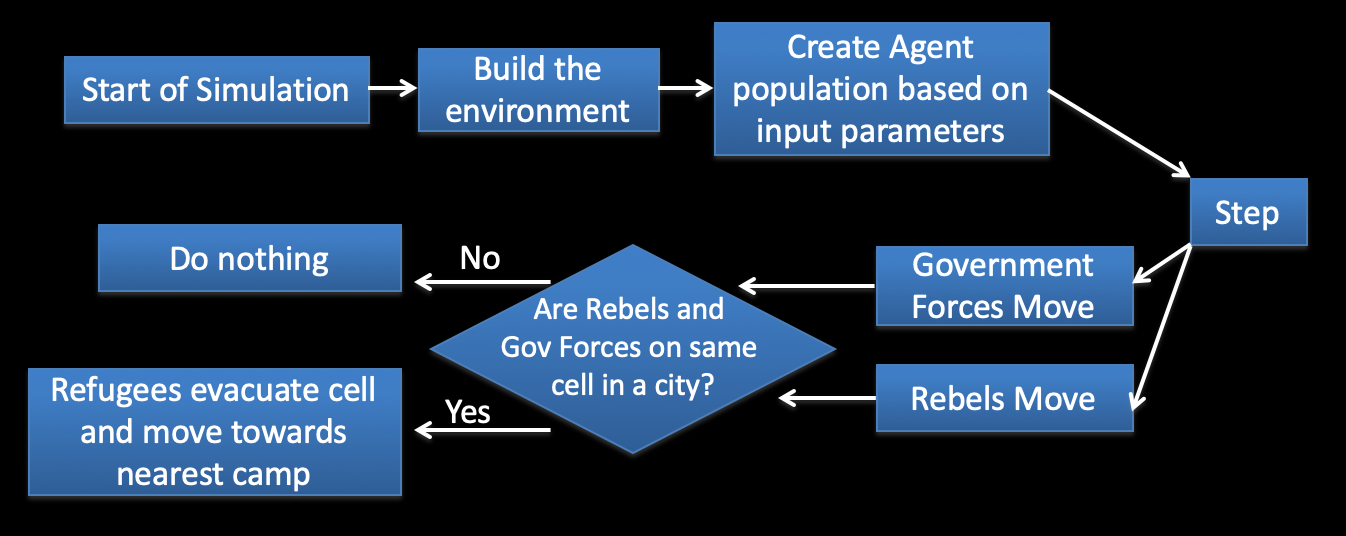 Start of Simulation
Build the
environment
Create Agent
population based on
input parameters
Step
Government
Forces Move
Rebels Move
Are Rebels and
Gov Forces on same
cell in a city?
No
Do nothing
Yes
Refugees evacuate cell
and move towards
nearest camp